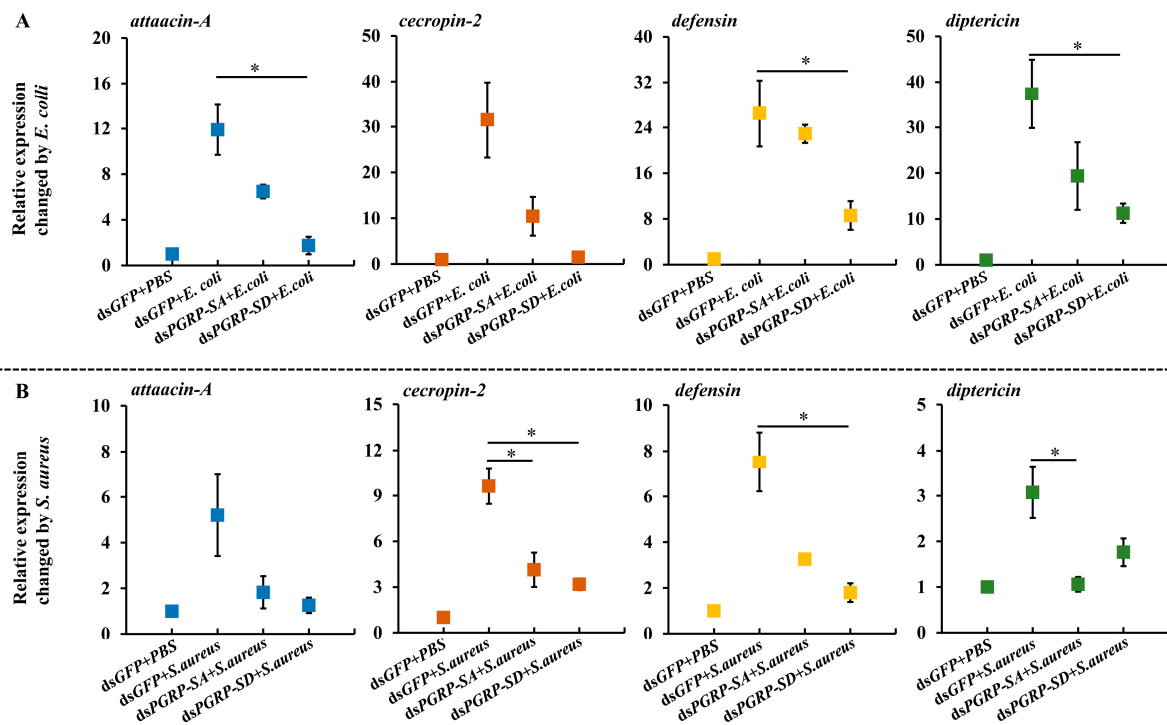 A
attaacin-A
cecropin-2
defensin
diptericin
Relative expression
changed by E. colli
20
16
12
8
4
0
50
40
30
20
10
0
40
32
24
16
8
0
50
40
30
20
10
0
*
*
*
dsGFP+PBS
dsGFP+E. coli
dsPGRP-SA+E.coli
dsPGRP-SD+E.coli
dsGFP+PBS
dsGFP+E. coli
dsPGRP-SA+E.coli
dsPGRP-SD+E.coli
dsGFP+PBS
dsGFP+E. coli
dsPGRP-SA+E.coli
dsPGRP-SD+E.coli
dsGFP+PBS
dsGFP+E. coli
dsPGRP-SA+E.coli
dsPGRP-SD+E.coli
B
attaacin-A
cecropin-2
defensin
diptericin
Relative expression
changed by S. aureus
10
8
6
4
2
0
15
12
9
6
3
0
10
8
6
4
2
0
5
4
3
2
1
0
*
*
*
*
dsGFP+PBS
dsGFP+S.aureus
dsPGRP-SA+S.aureus
dsPGRP-SD+S.aureus
dsGFP+PBS
dsGFP+S.aureus
dsPGRP-SA+S.aureus
dsPGRP-SD+S.aureus
dsGFP+PBS
dsGFP+S.aureus
dsPGRP-SA+S.aureus
dsPGRP-SD+S.aureus
dsGFP+PBS
dsGFP+S.aureus
dsPGRP-SA+S.aureus
dsPGRP-SD+S.aureus